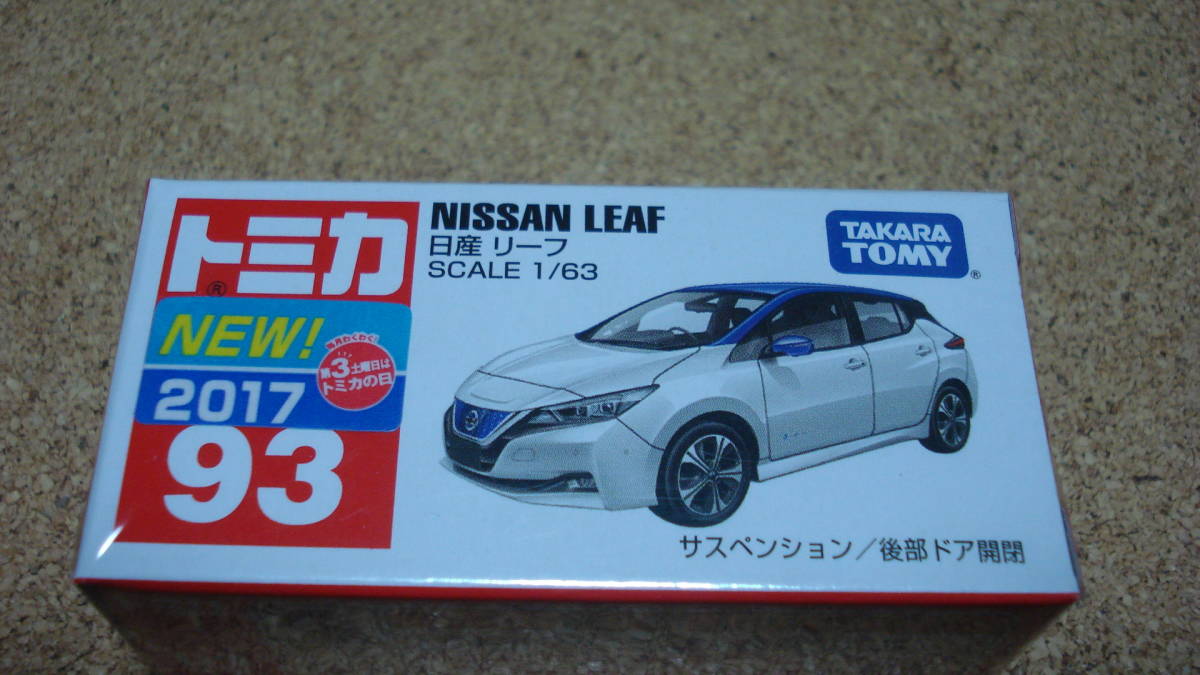 トミカ
®
NEW!
2017
毎月わくわく!
第3土曜日は
トミカの日
93
NISSAN LEAF
日産 リーフ
SCALE 1/63
TAKARA
TOMY
®
サスペンション/後部ドア開閉